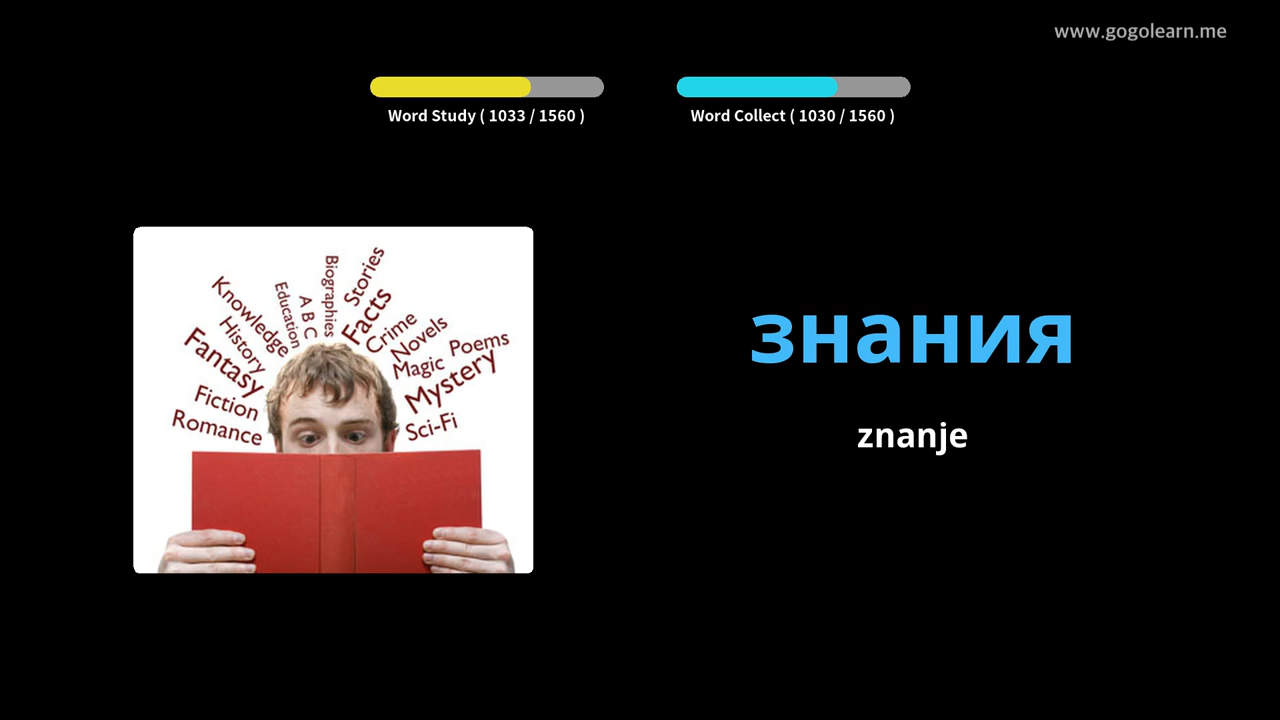 www.gogolearn.me
Word Study ( 1033 / 1560 )
Word Collect ( 1030 / 1560 )
Knowledge
Education
A B C
Biographies
Stories
Facts
Crime
Novels
Poems
History
Fantasy
Magic
Mystery
Fiction
Romance
Sci-Fi
знания
znanje